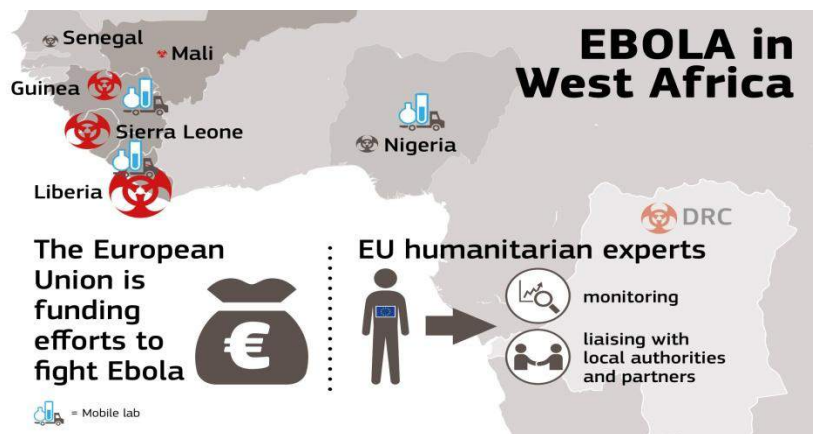 EBOLA in
West Africa
Senegal
Mali
Guinea
Sierra Leone
Nigeria
Liberia
DRC
The European
Union is
funding
efforts to
fight Ebola
€
EU humanitarian experts
monitoring
liaising with
local authorities
and partners
= Mobile lab